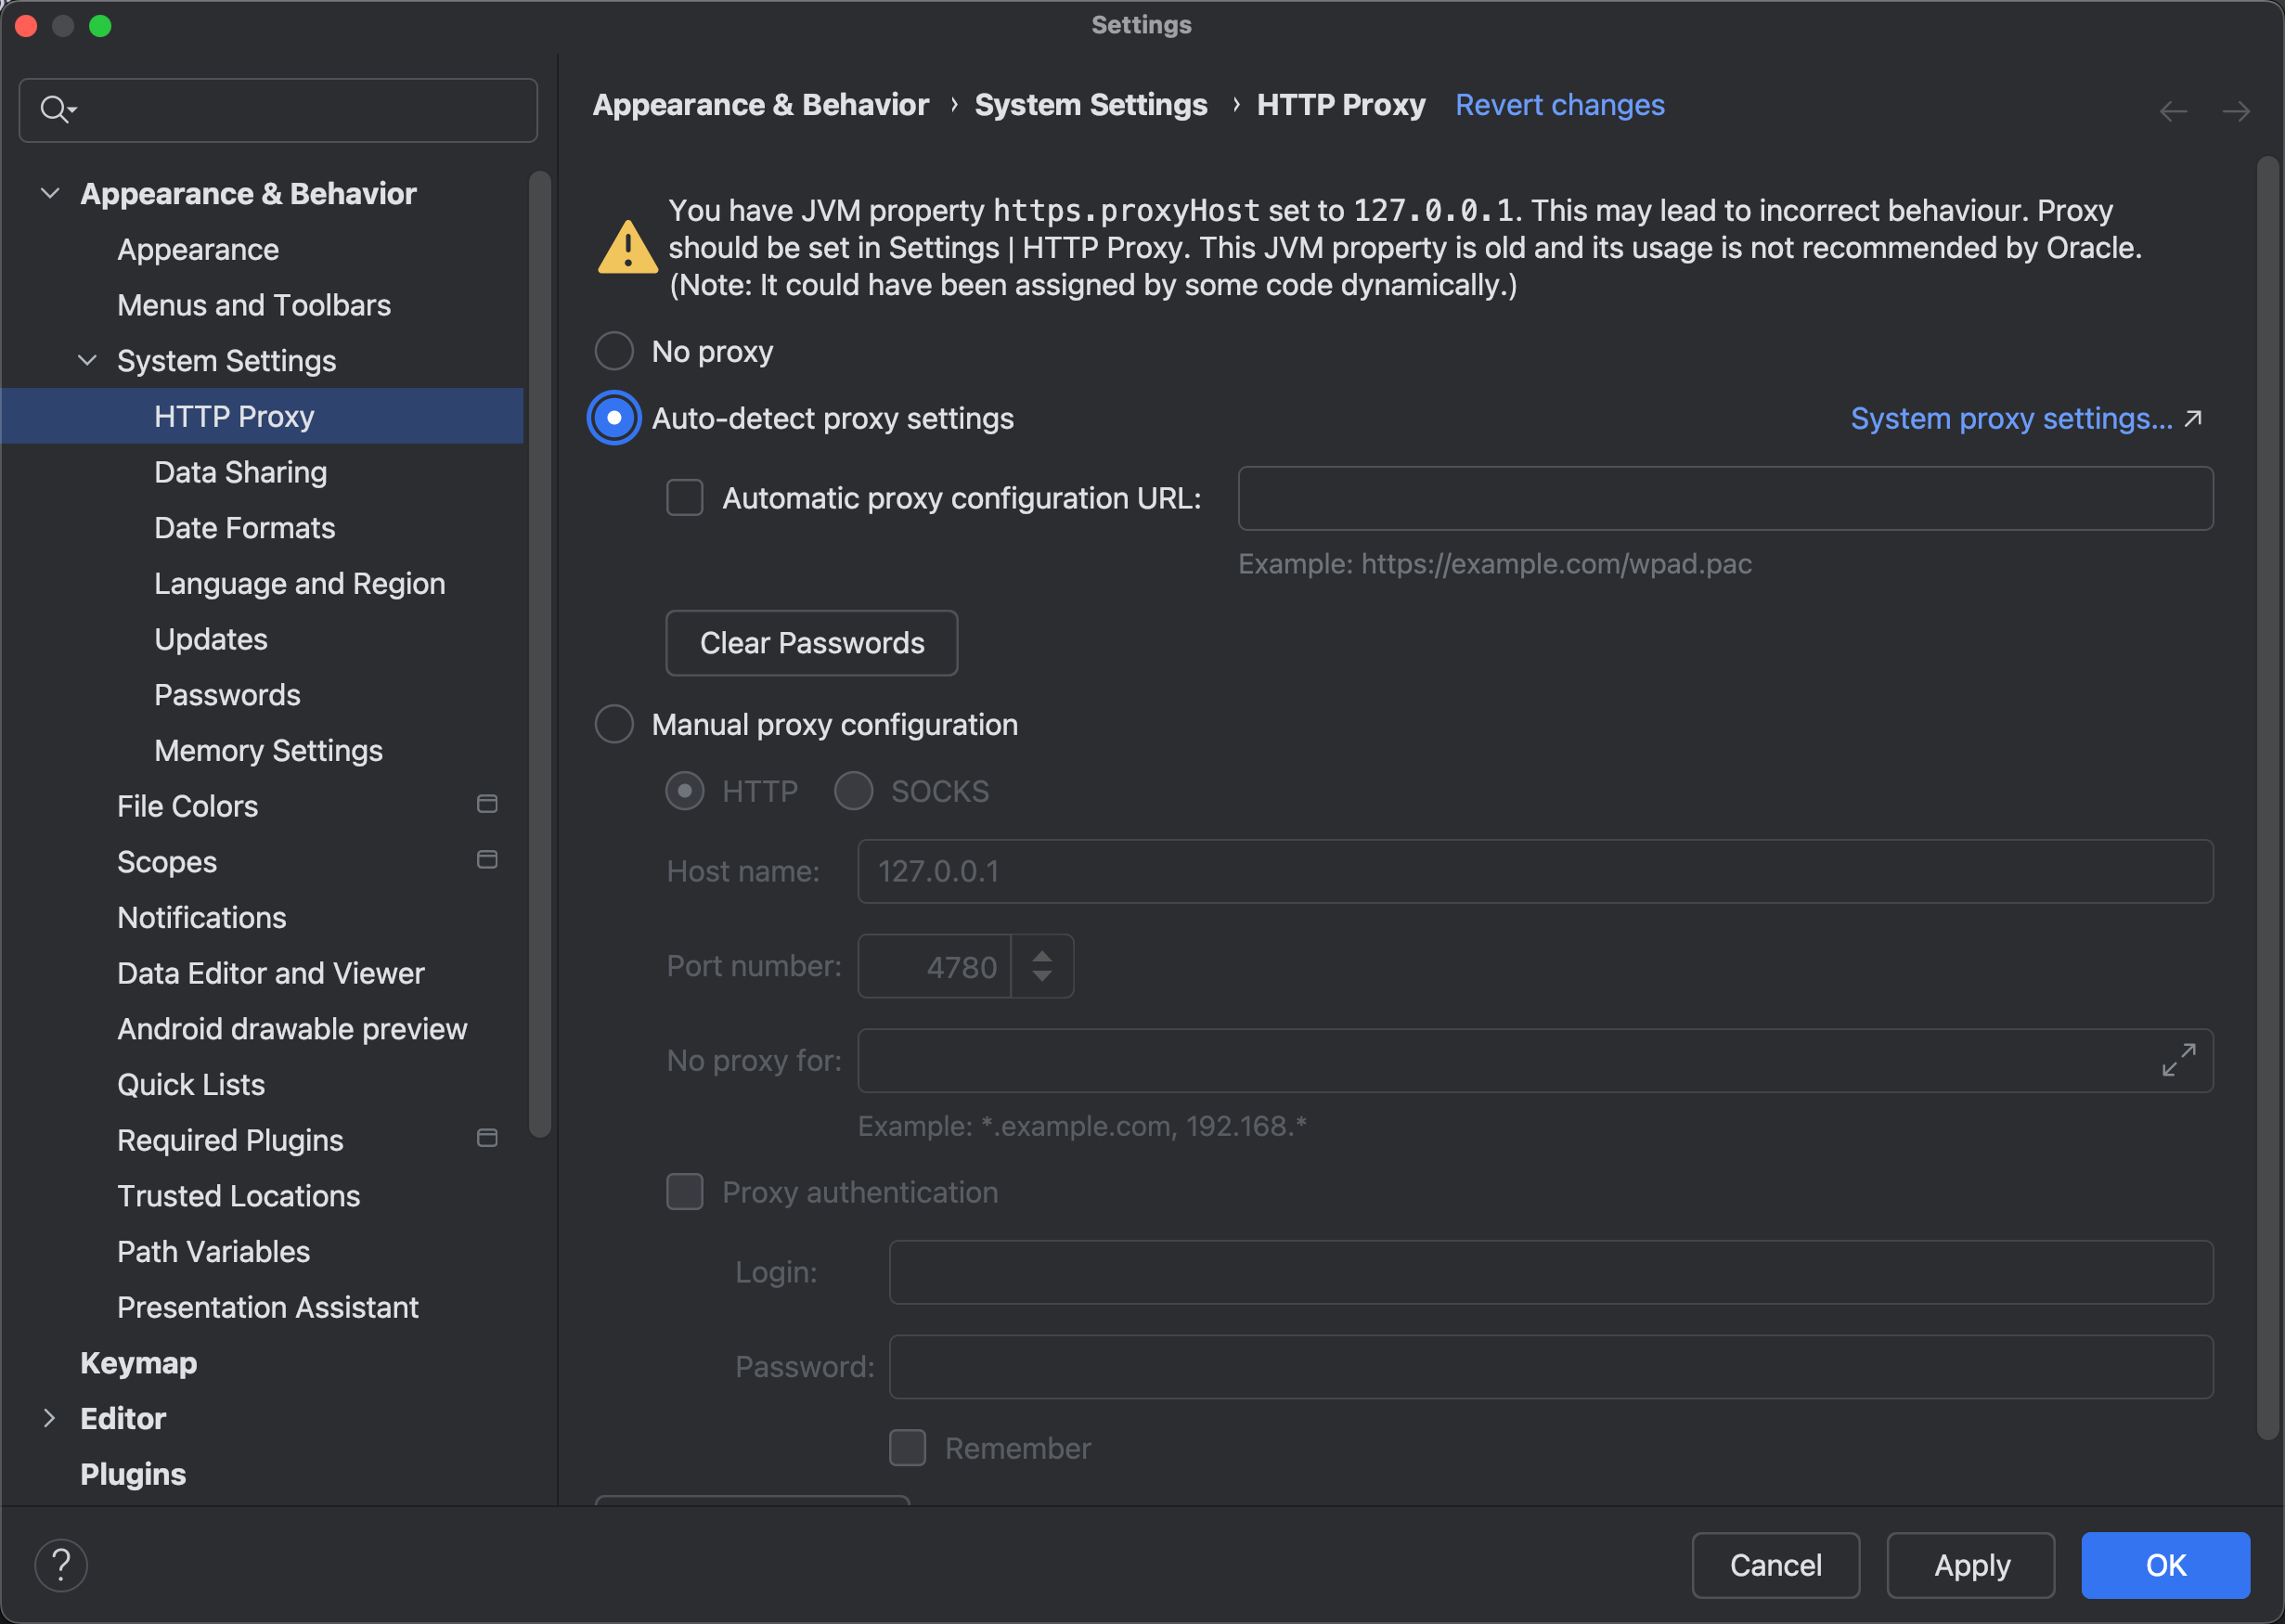 Settings
Appearance & Behavior › System Settings › HTTP Proxy Revert changes
Appearance & Behavior
Appearance
Menus and Toolbars
System Settings
HTTP Proxy
Data Sharing
Date Formats
Language and Region
Updates
Passwords
Memory Settings
File Colors
Scopes
Notifications
Data Editor and Viewer
Android drawable preview
Quick Lists
Required Plugins
Trusted Locations
Path Variables
Presentation Assistant
Keymap
Editor
Plugins
You have JVM property https.proxyHost set to 127.0.0.1. This may lead to incorrect behaviour. Proxy
should be set in Settings | HTTP Proxy. This JVM property is old and its usage is not recommended by Oracle.
(Note: It could have been assigned by some code dynamically.)
No proxy
Auto-detect proxy settings System proxy settings... ↗
Automatic proxy configuration URL:
Example: https://example.com/wpad.pac
Clear Passwords
Manual proxy configuration
HTTP SOCKS
Host name: 127.0.0.1
Port number: 4780
No proxy for:
Example: *.example.com, 192.168.*
Proxy authentication
Login:
Password:
Remember
? Cancel Apply OK